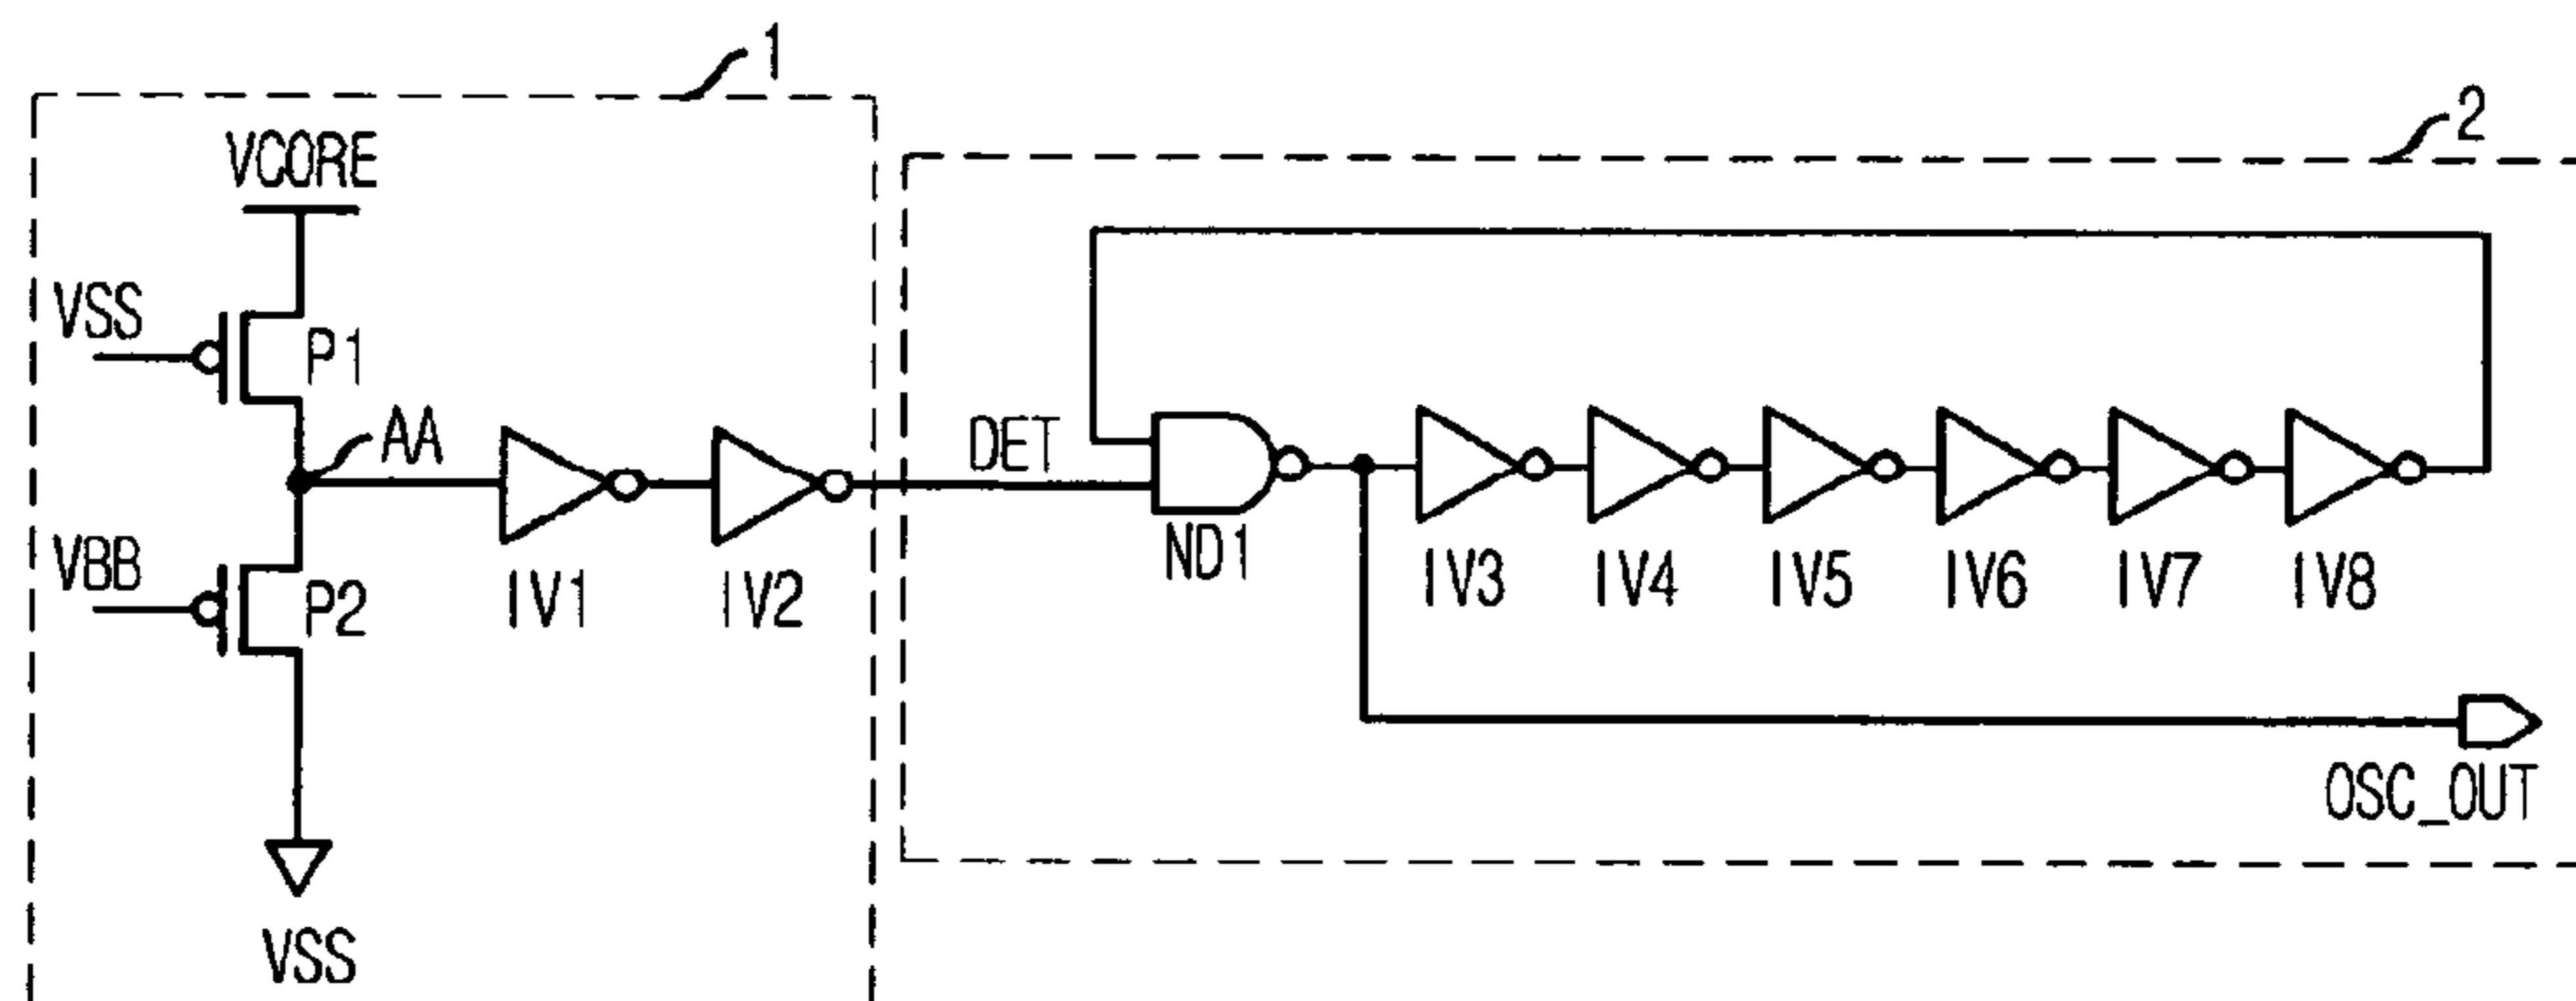 1
2
VCORE
VSS
P1
AA
DET
VBB
P2
IV1
IV2
ND1
IV3
IV4
IV5
IV6
IV7
IV8
OSC_OUT
VSS